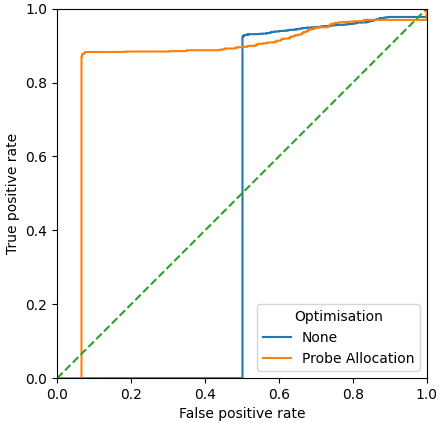 1.0
0.8
0.6
0.4
0.2
0.0
True positive rate
0.0 0.2 0.4 0.6 0.8 1.0
False positive rate
Optimisation
None
Probe Allocation